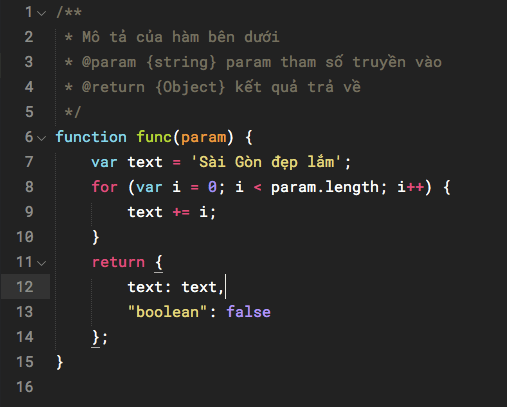 1 /**
2  * Mô tả của hàm bên dưới
3  * @param {string} param tham số truyền vào
4  * @return {Object} kết quả trả về
5  */
6 function func(param) {
7     var text = 'Sài Gòn đẹp lắm';
8     for (var i = 0; i < param.length; i++) {
9         text += i;
10     }
11     return {
12         text: text,
13         "boolean": false
14     };
15 }
16